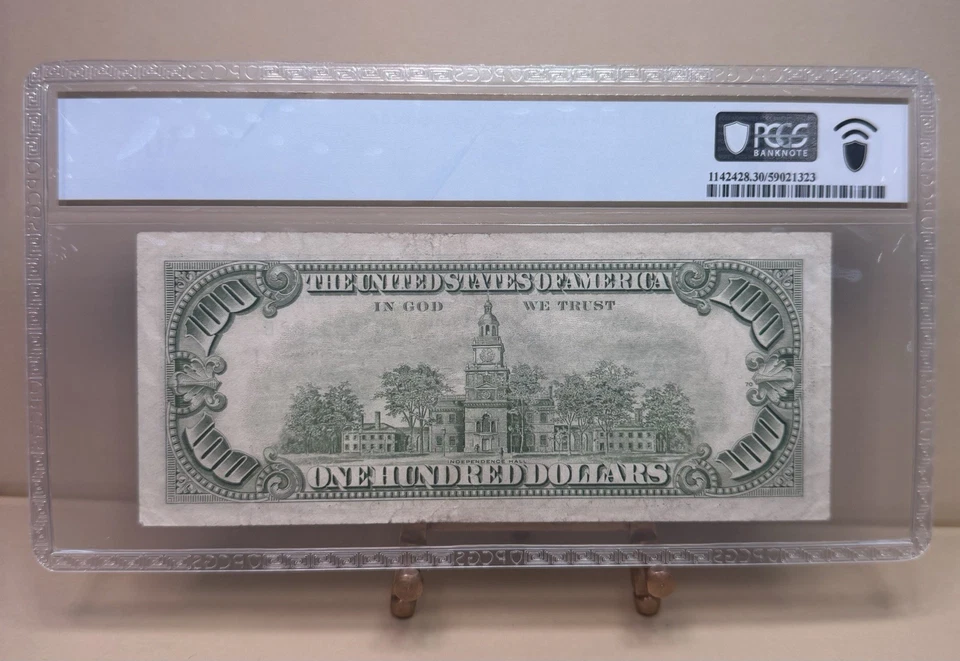 PCGS
BANKNOTE
1142428.30/59021323
THE UNITED STATES OF AMERICA
100
100
IN GOD WE TRUST
100
100
INDEPENDENCE HALL
ONE HUNDRED DOLLARS